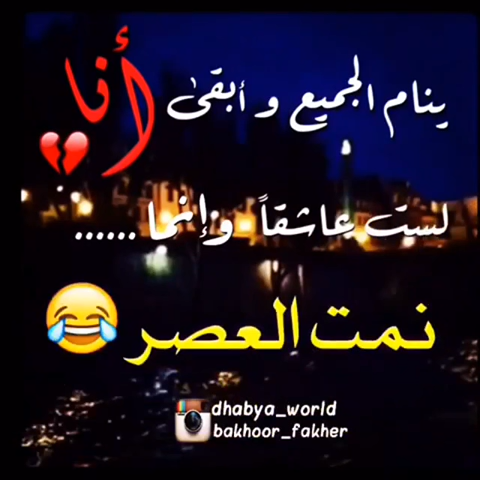 ينام الجميع و أبقىٰ أنا 💔
لست عاشقاً وإنما ......
نمت العصر 😂
dhabya_world
bakhoor_fakher